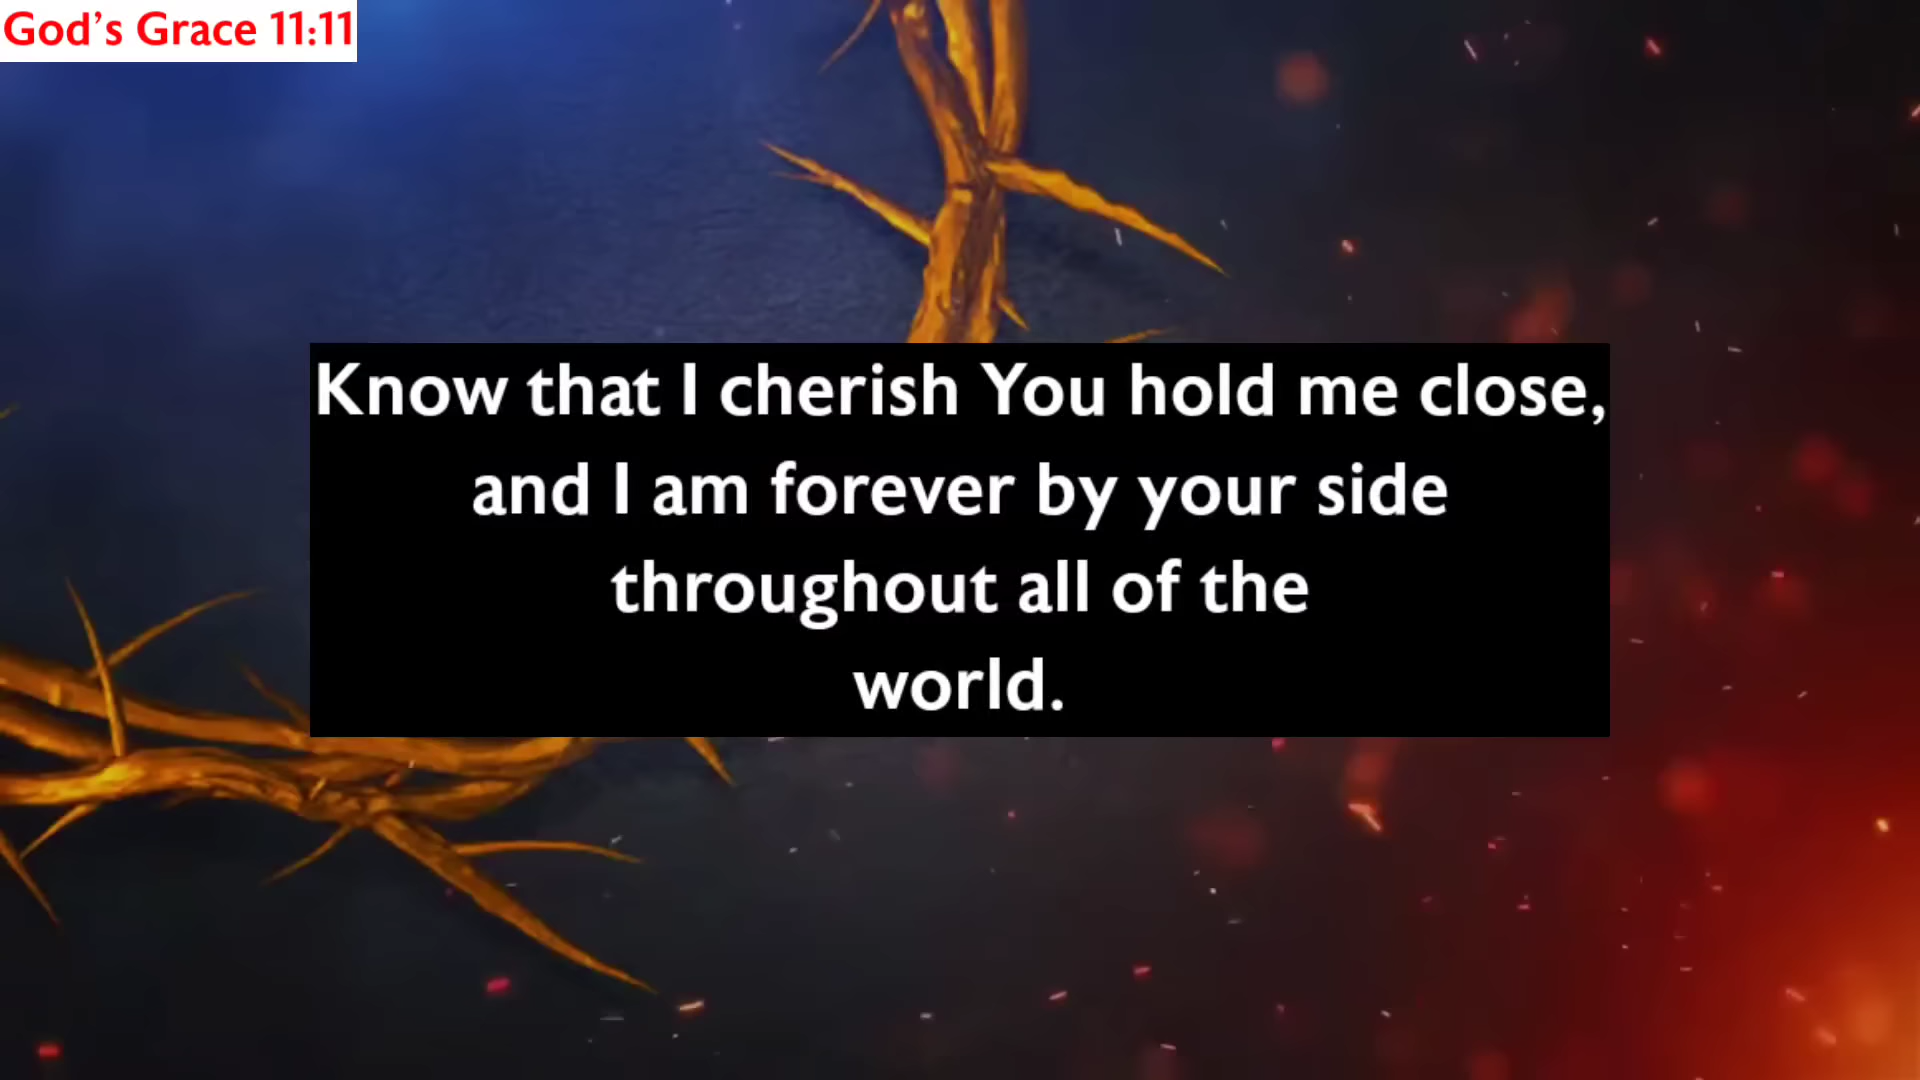 God’s Grace 11:11
Know that I cherish You hold me close,
and I am forever by your side
throughout all of the
world.